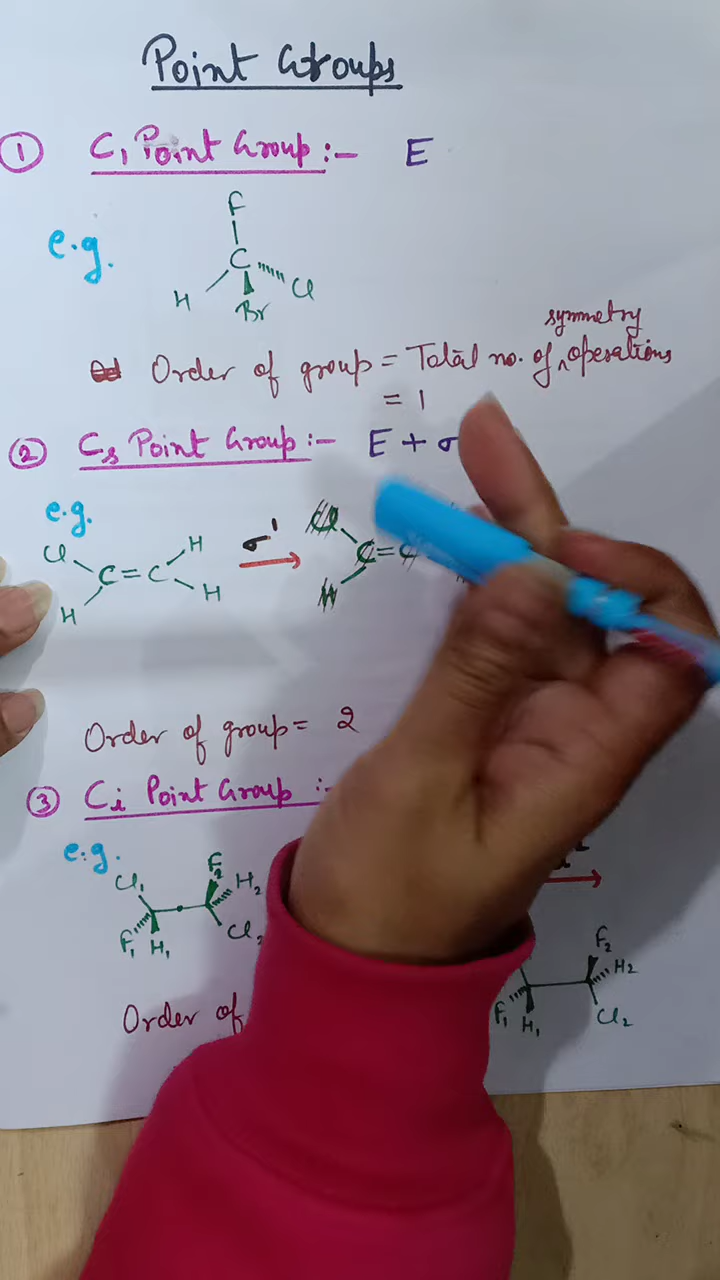 Point Groups
① C₁ Point Group :- E
e.g.
F
C
H Br Cl
Order of group = Total no. of ^ symmetry operations
= 1
② Cs Point Group :- E + σ
e.g.
Cl H
C = C
H H
σ¹
Cl
C = C
H
Order of group = 2
③ Ci Point Group :-
e.g.
Cl₁ F₂ H₂
F₁ H₁ Cl₂
F₂ H₂
F₁ H₁ Cl₂
Order of